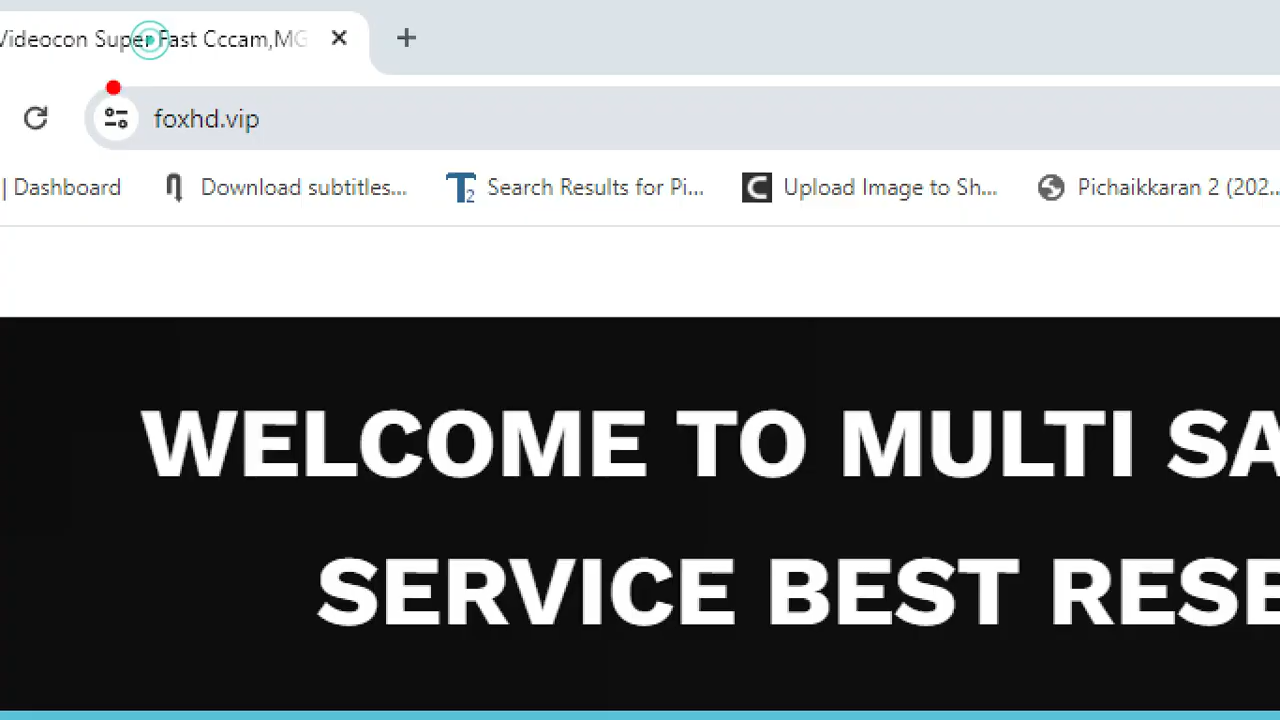 Videocon Super Fast Cccam,MG
foxhd.vip
| Dashboard Download subtitles... Search Results for Pi... Upload Image to Sh... Pichaikkaran 2 (202...
WELCOME TO MULTI SA
SERVICE BEST RESE